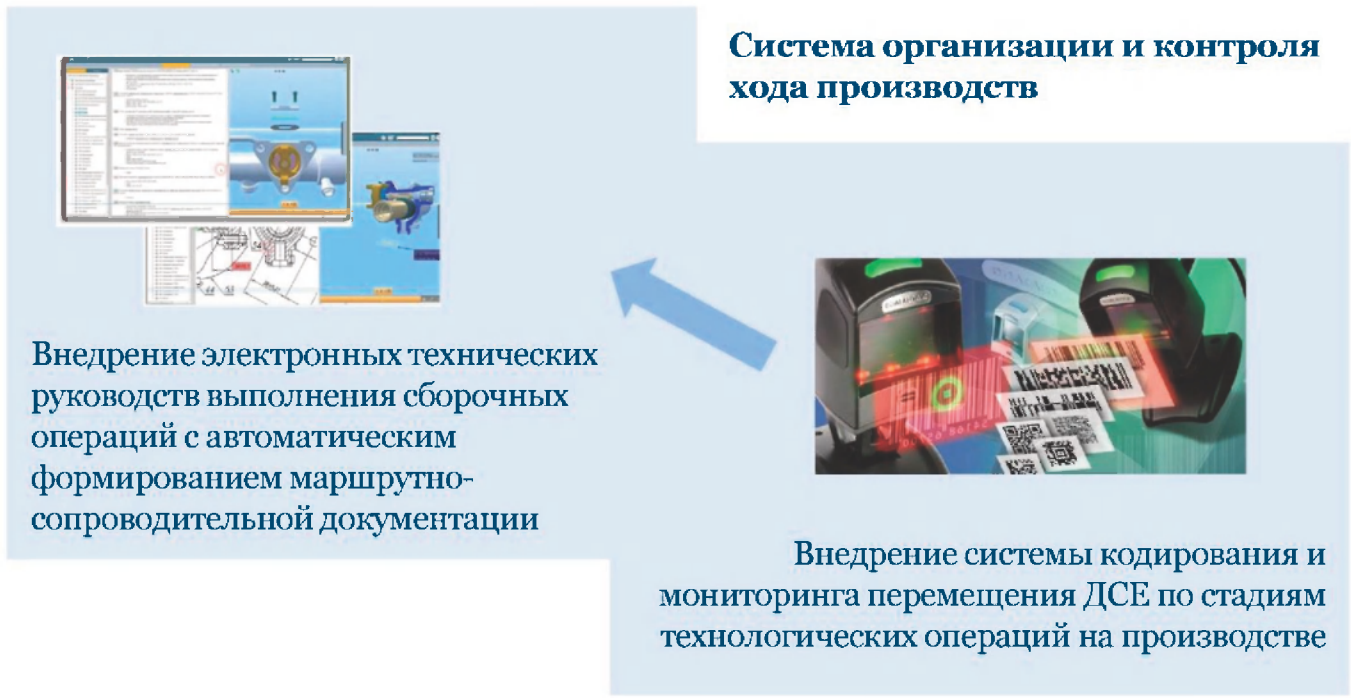 Система организации и контроля
хода производств
Внедрение электронных технических
руководств выполнения сборочных
операций с автоматическим
формированием маршрутно-
сопроводительной документации
Внедрение системы кодирования и
мониторинга перемещения ДСЕ по стадиям
технологических операций на производстве